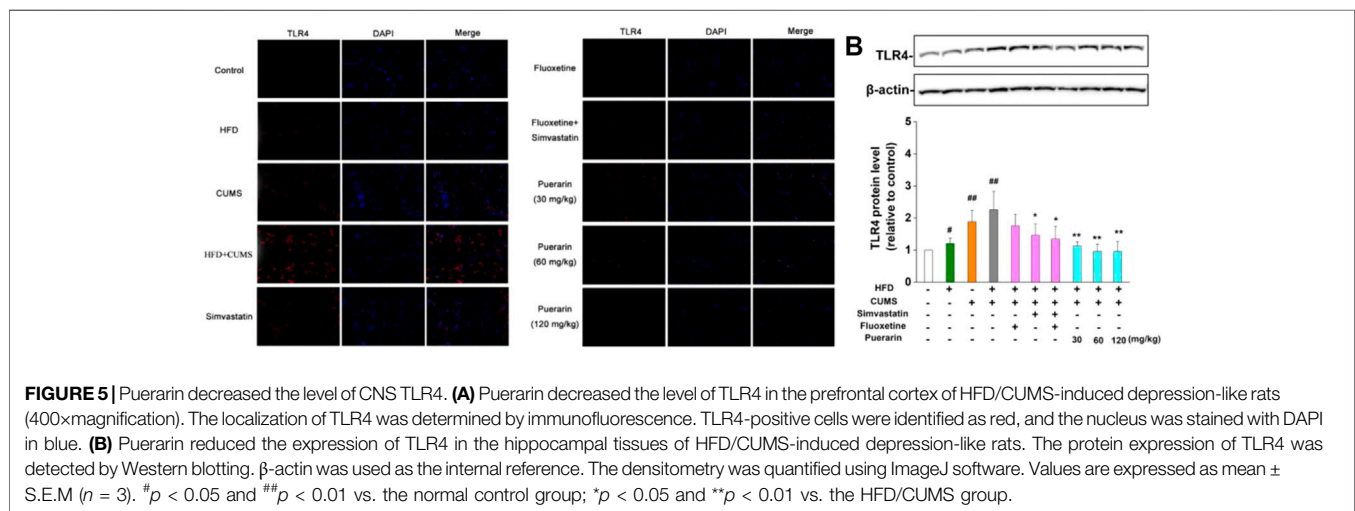 TLR4 DAPI Merge
Control
HFD
CUMS
HFD+CUMS
Simvastatin
TLR4 DAPI Merge
Fluoxetine
Fluoxetine+
Simvastatin
Puerarin
(30 mg/kg)
Puerarin
(60 mg/kg)
Puerarin
(120 mg/kg)
B
TLR4-
β-actin-
TLR4 protein level
(relative to control)
5
4
3
2
1
0
# ## ## * * ** ** **
HFD - + - + + + + + + +
CUMS - - + + + + + + + +
Simvastatin - - - - - + + - - -
Fluoxetine - - - - + - + - - -
Puerarin - - - - - - - 30 60 120 (mg/kg)
FIGURE 5 | Puerarin decreased the level of CNS TLR4. (A) Puerarin decreased the level of TLR4 in the prefrontal cortex of HFD/CUMS-induced depression-like rats
(400×magnification). The localization of TLR4 was determined by immunofluorescence. TLR4-positive cells were identified as red, and the nucleus was stained with DAPI
in blue. (B) Puerarin reduced the expression of TLR4 in the hippocampal tissues of HFD/CUMS-induced depression-like rats. The protein expression of TLR4 was
detected by Western blotting. β-actin was used as the internal reference. The densitometry was quantified using ImageJ software. Values are expressed as mean ±
S.E.M (n = 3). #p < 0.05 and ##p < 0.01 vs. the normal control group; *p < 0.05 and **p < 0.01 vs. the HFD/CUMS group.